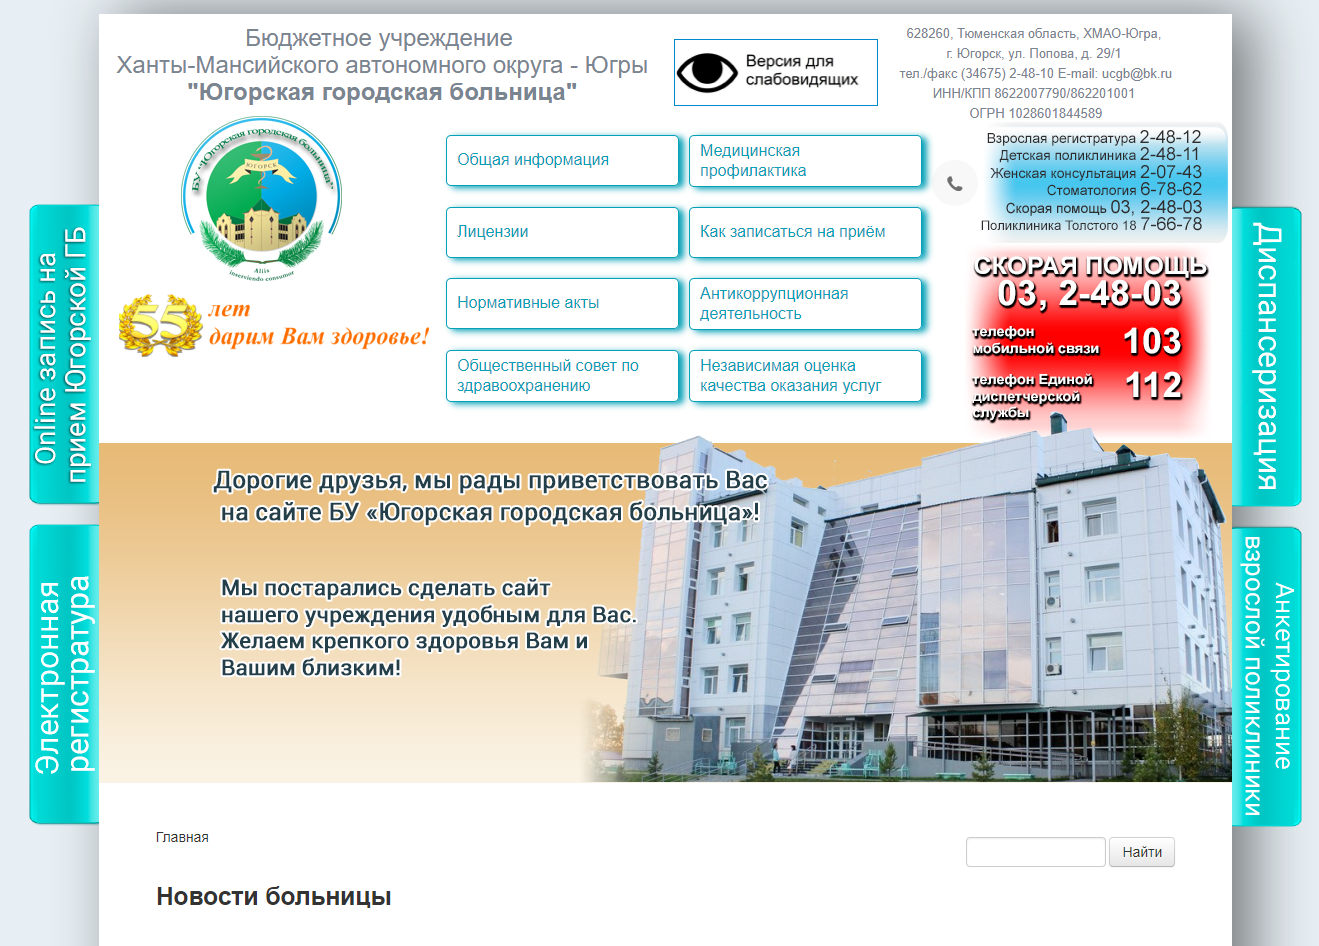 Бюджетное учреждение
Ханты-Мансийского автономного округа - Югры
"Югорская городская больница"
Версия для
слабовидящих
628260, Тюменская область, ХМАО-Югра,
г. Югорск, ул. Попова, д. 29/1
тел./факс (34675) 2-48-10 E-mail: ucgb@bk.ru
ИНН/КПП 8622007790/862201001
ОГРН 1028601844589
БУ "Югорская городская больница"
ЮГОРСК
Aliis
inserviendo consumor
55 лет
дарим Вам здоровье!
Общая информация
Медицинская
профилактика
Лицензии
Как записаться на приём
Нормативные акты
Антикоррупционная
деятельность
Общественный совет по
здравоохранению
Независимая оценка
качества оказания услуг
Взрослая регистратура 2-48-12
Детская поликлиника 2-48-11
Женская консультация 2-07-43
Стоматология 6-78-62
Скорая помощь 03, 2-48-03
Поликлиника Толстого 18 7-66-78
СКОРАЯ ПОМОЩЬ
03, 2-48-03
телефон
мобильной связи 103
телефон Единой
диспетчерской
службы 112
Online запись на
прием Югорской ГБ
Электронная
регистратура
Диспансеризация
Анкетирование
взрослой поликлиники
Дорогие друзья, мы рады приветствовать Вас
на сайте БУ «Югорская городская больница»!
Мы постарались сделать сайт
нашего учреждения удобным для Вас.
Желаем крепкого здоровья Вам и
Вашим близким!
Главная
Найти
Новости больницы